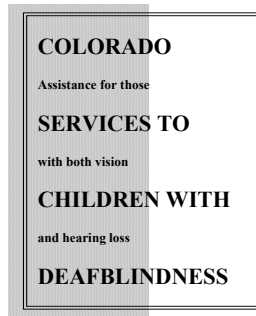 COLORADO
Assistance for those
SERVICES TO
with both vision
CHILDREN WITH
and hearing loss
DEAFBLINDNESS